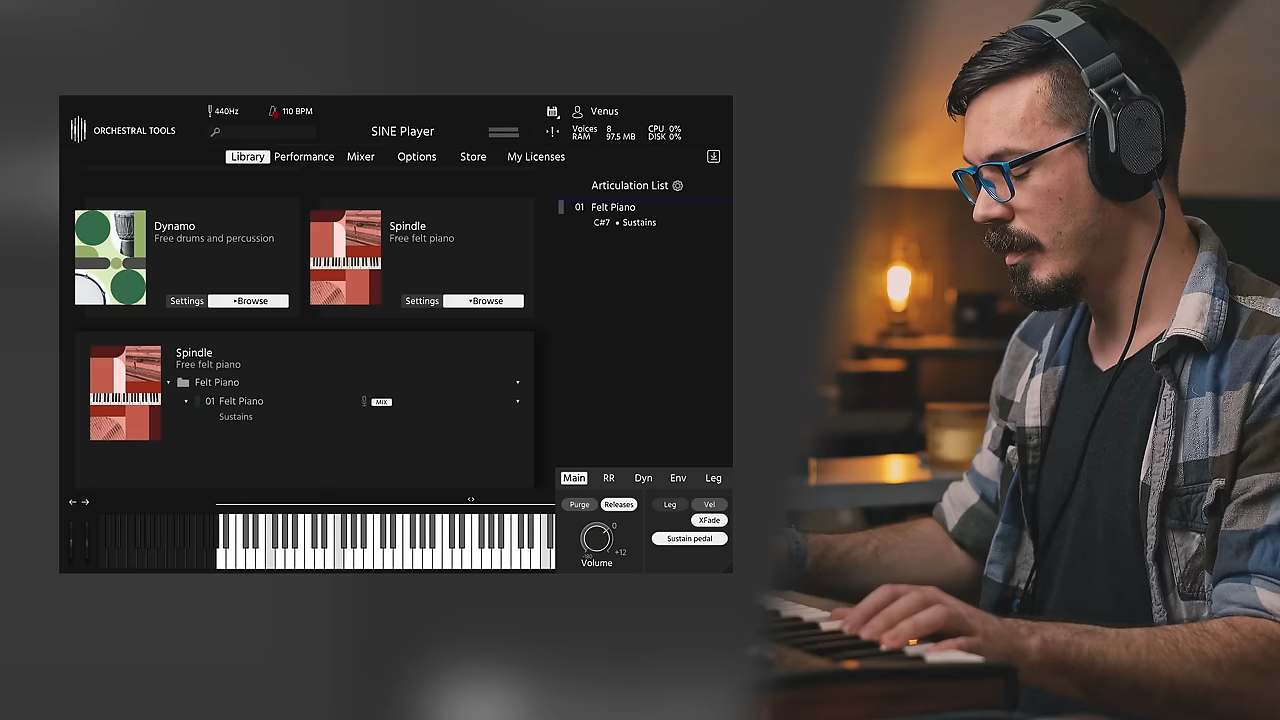 440Hz
110 BPM
Venus
ORCHESTRAL TOOLS
SINE Player
Voices 8 CPU 0%
RAM 97.5 MB DISK 0%
Library Performance Mixer Options Store My Licenses
Articulation List
01 Felt Piano
C#7 • Sustains
Dynamo
Free drums and percussion
Settings Browse
Spindle
Free felt piano
Settings Browse
Spindle
Free felt piano
Felt Piano
01 Felt Piano MIX
Sustains
Main RR Dyn Env Leg
Purge Releases Leg Vel
XFade
Sustain pedal
0
+12
Volume